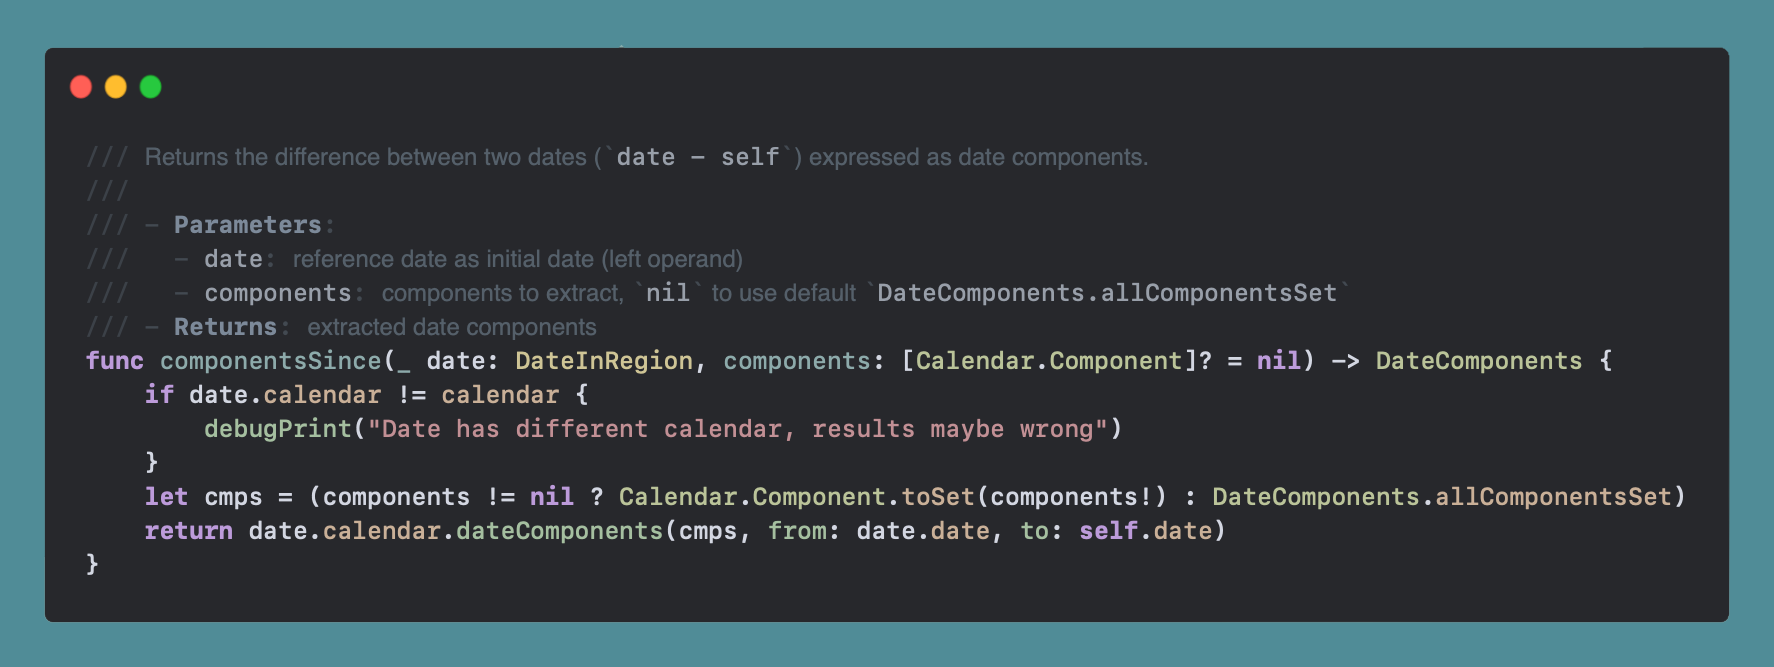 /// Returns the difference between two dates (`date - self`) expressed as date components.
///
/// - Parameters:
///   - date: reference date as initial date (left operand)
///   - components: components to extract, `nil` to use default `DateComponents.allComponentsSet`
/// - Returns: extracted date components
func componentsSince(_ date: DateInRegion, components: [Calendar.Component]? = nil) -> DateComponents {
    if date.calendar != calendar {
        debugPrint("Date has different calendar, results maybe wrong")
    }
    let cmps = (components != nil ? Calendar.Component.toSet(components!) : DateComponents.allComponentsSet)
    return date.calendar.dateComponents(cmps, from: date.date, to: self.date)
}